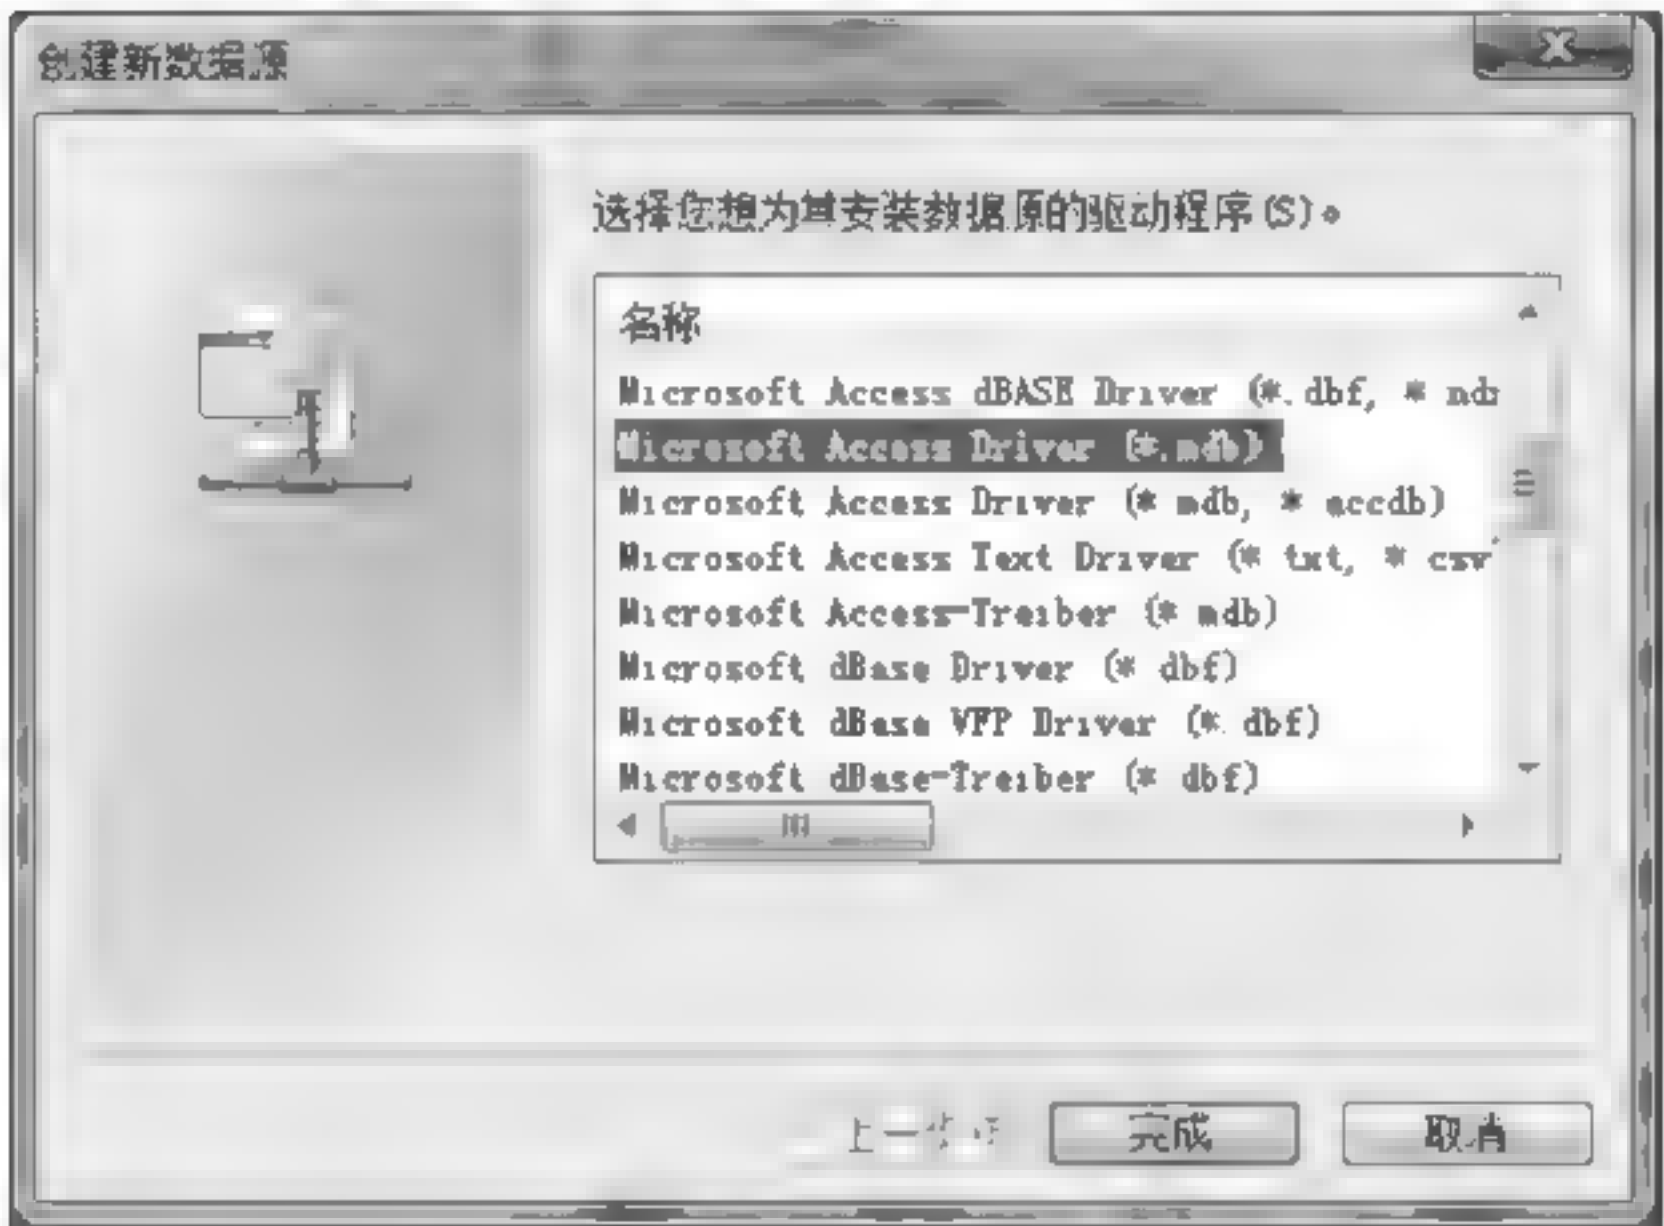 创建新数据源
选择您想为其安装数据源的驱动程序(S)。
名称
Microsoft Access dBASE Driver (*.dbf, *.ndx
Microsoft Access Driver (*.mdb)
Microsoft Access Driver (*.mdb, *.accdb)
Microsoft Access Text Driver (*.txt, *.csv)
Microsoft Access-Treiber (*.mdb)
Microsoft dBase Driver (*.dbf)
Microsoft dBase VFP Driver (*.dbf)
Microsoft dBase-Treiber (*.dbf)
上一步
完成
取消